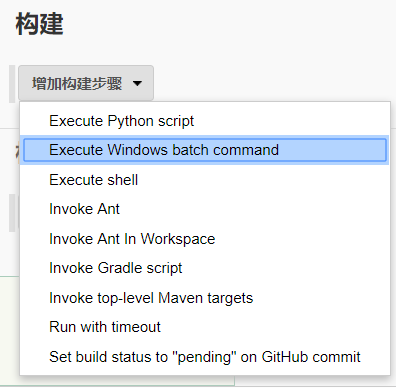 构建
增加构建步骤
Execute Python script
Execute Windows batch command
Execute shell
Invoke Ant
Invoke Ant In Workspace
Invoke Gradle script
Invoke top-level Maven targets
Run with timeout
Set build status to "pending" on GitHub commit